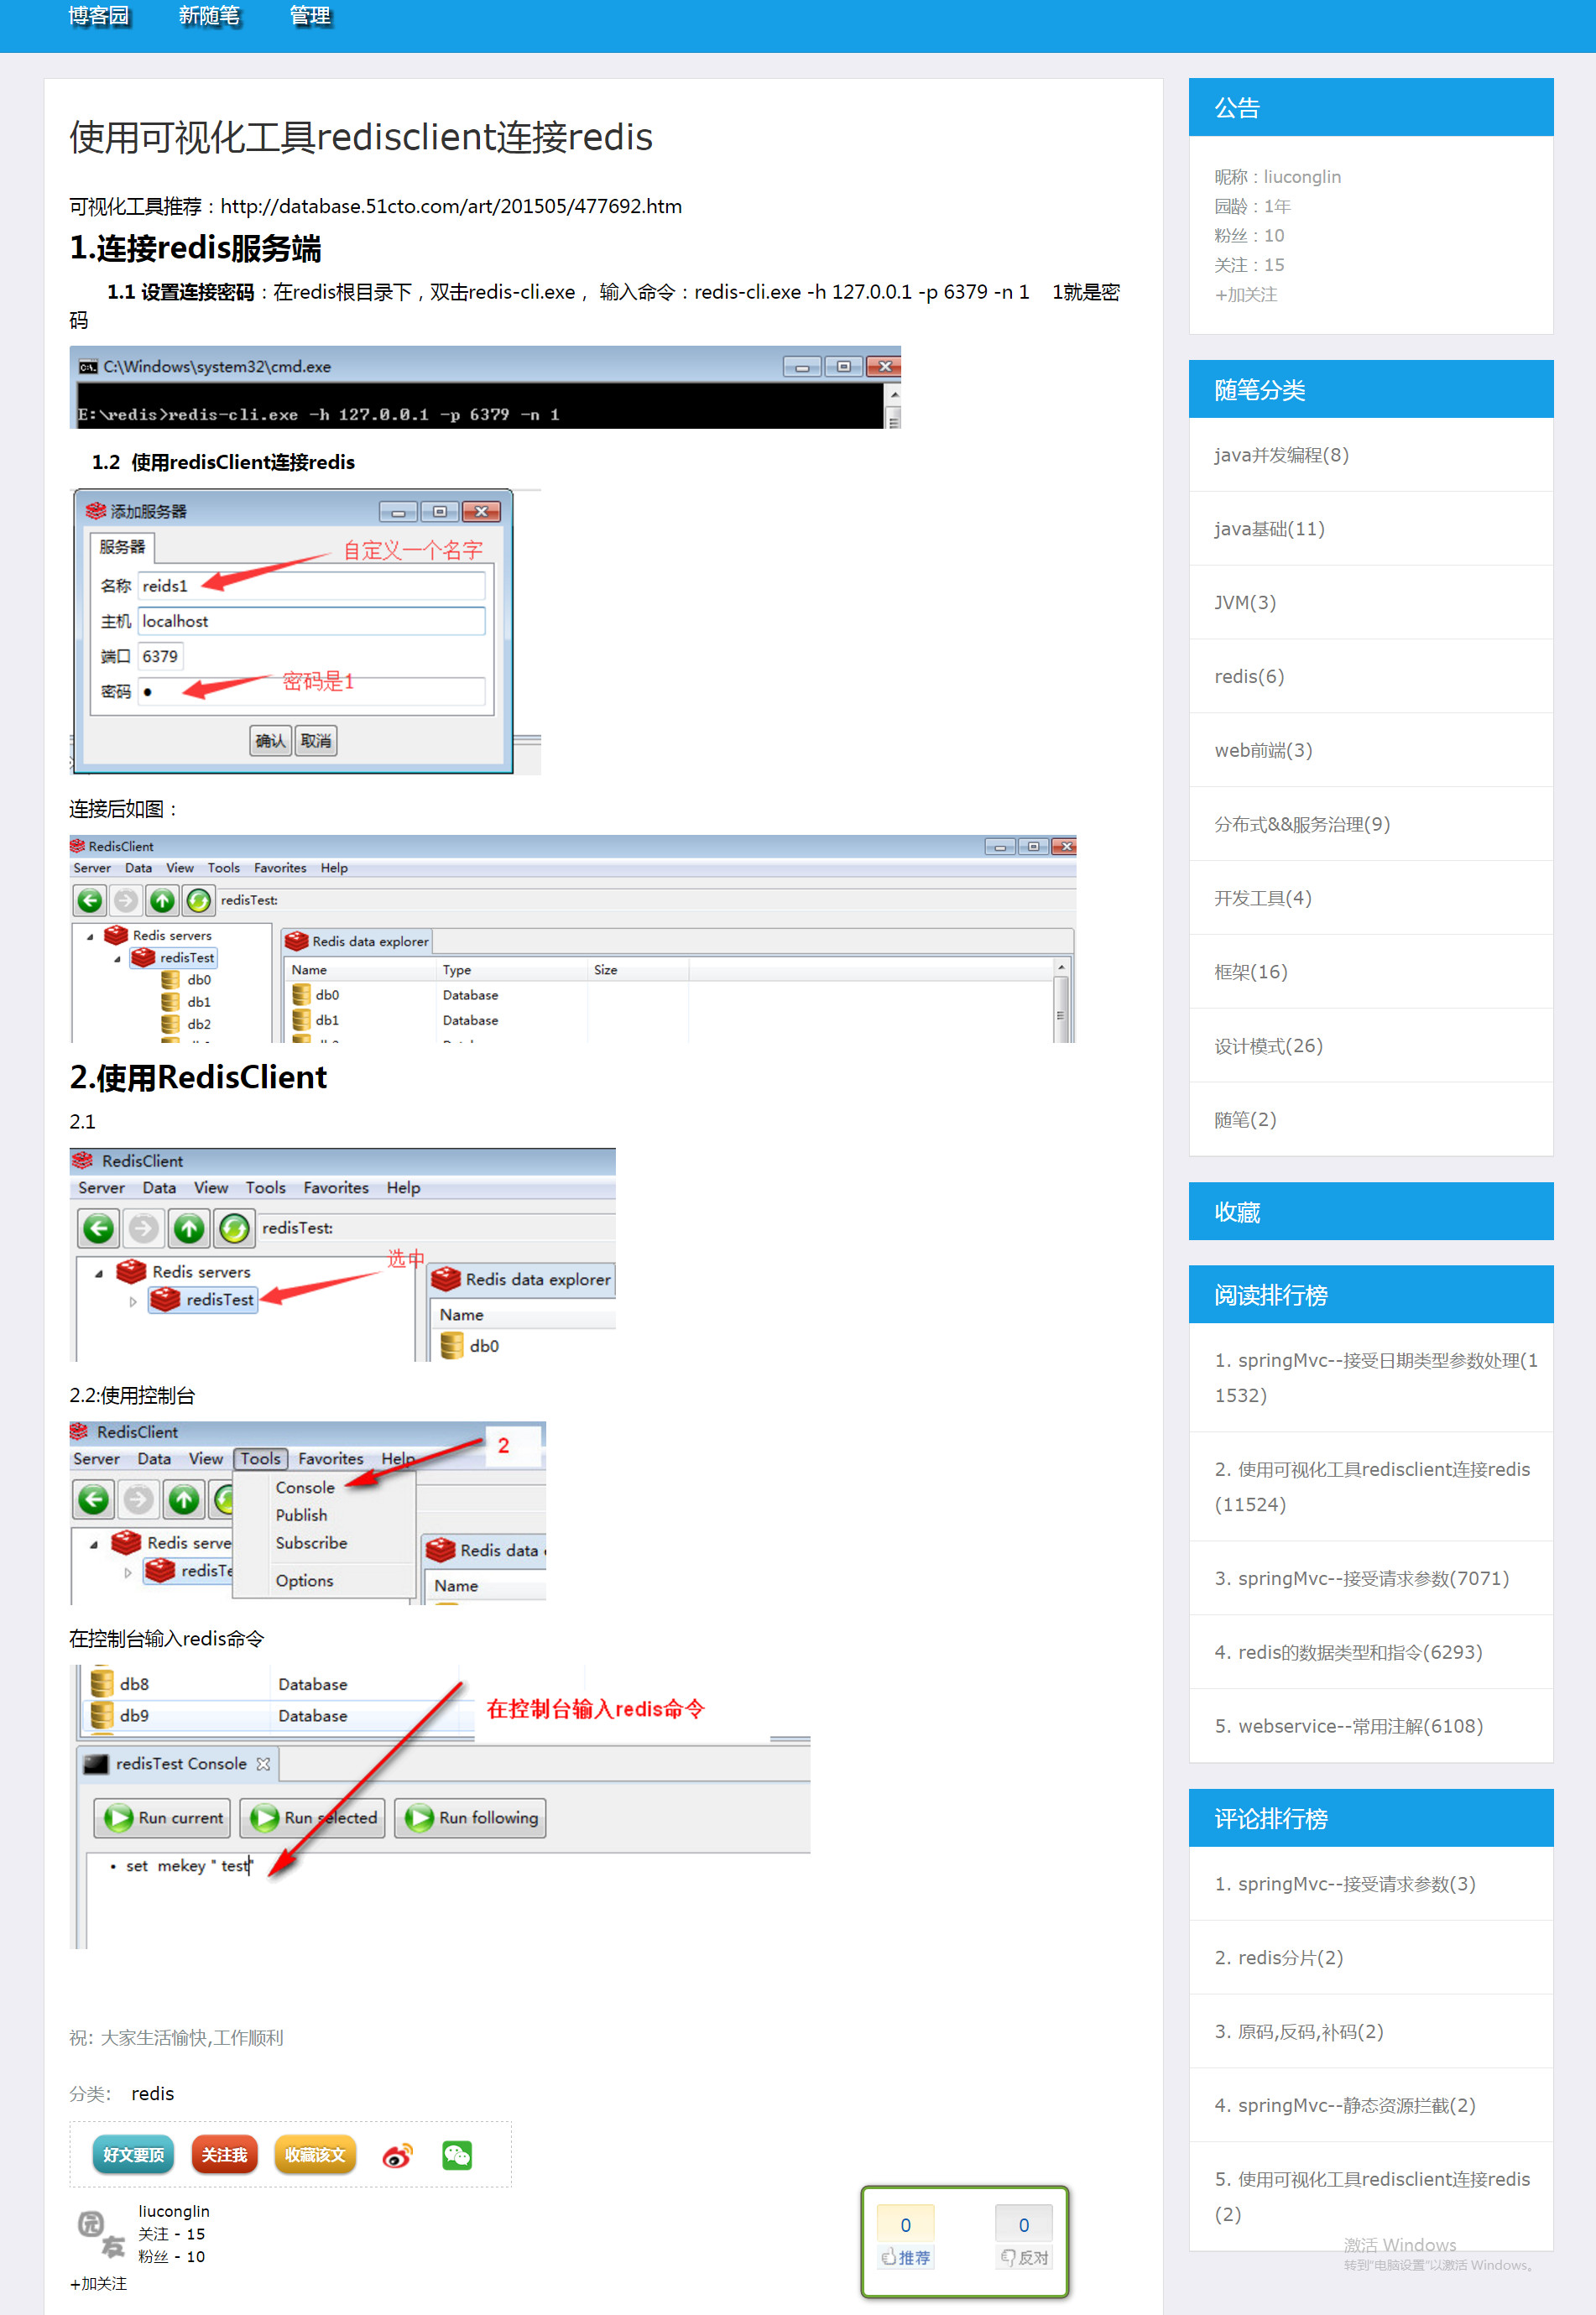 博客园 新随笔 管理
使用可视化工具redisclient连接redis
可视化工具推荐：http://database.51cto.com/art/201505/477692.htm
1.连接redis服务端
1.1 设置连接密码：在redis根目录下，双击redis-cli.exe， 输入命令：redis-cli.exe -h 127.0.0.1 -p 6379 -n 1 1就是密
码
C:\Windows\system32\cmd.exe
E:\redis>redis-cli.exe -h 127.0.0.1 -p 6379 -n 1
1.2 使用redisClient连接redis
添加服务器
服务器
自定义一个名字
名称 reids1
主机 localhost
端口 6379
密码 ●
密码是1
确认 取消
连接后如图：
RedisClient
Server Data View Tools Favorites Help
redisTest:
Redis servers
redisTest
db0
db1
db2
Redis data explorer
Name Type Size
db0 Database
db1 Database
2.使用RedisClient
2.1
RedisClient
Server Data View Tools Favorites Help
redisTest:
选中
Redis servers
redisTest
Redis data explorer
Name
db0
2.2:使用控制台
RedisClient
2
Server Data View Tools Favorites Help
Console
Publish
Subscribe
Options
Redis serve
redisTe
Redis data
Name
在控制台输入redis命令
db8 Database
db9 Database
在控制台输入redis命令
redisTest Console
Run current Run selected Run following
• set mekey " test"
祝：大家生活愉快,工作顺利
分类： redis
好文要顶 关注我 收藏该文
园友
liuconglin
关注 - 15
粉丝 - 10
+加关注
0 0
推荐 反对
公告
昵称：liuconglin
园龄：1年
粉丝：10
关注：15
+加关注
随笔分类
java并发编程(8)
java基础(11)
JVM(3)
redis(6)
web前端(3)
分布式&&服务治理(9)
开发工具(4)
框架(16)
设计模式(26)
随笔(2)
收藏
阅读排行榜
1. springMvc--接受日期类型参数处理(1
1532)
2. 使用可视化工具redisclient连接redis
(11524)
3. springMvc--接受请求参数(7071)
4. redis的数据类型和指令(6293)
5. webservice--常用注解(6108)
评论排行榜
1. springMvc--接受请求参数(3)
2. redis分片(2)
3. 原码,反码,补码(2)
4. springMvc--静态资源拦截(2)
5. 使用可视化工具redisclient连接redis
(2)
激活 Windows
转到"电脑设置"以激活 Windows。